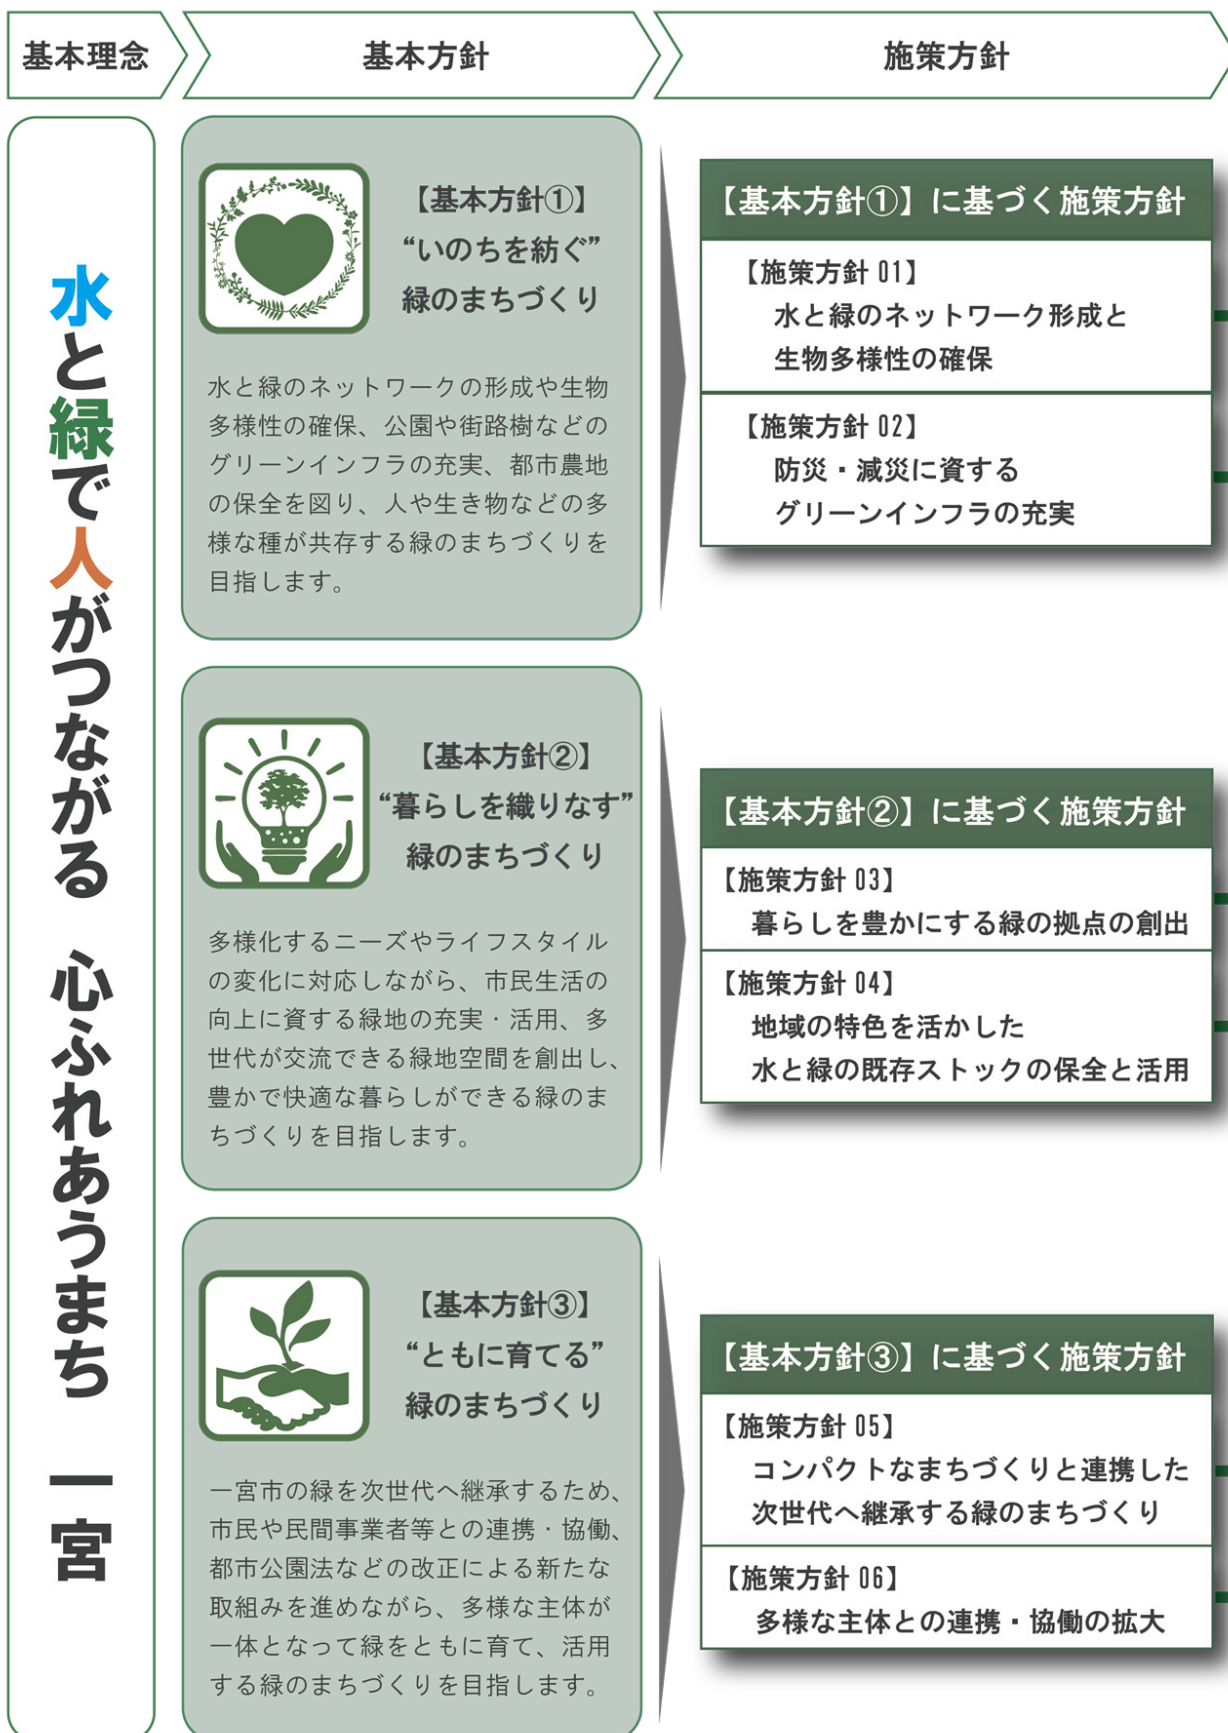 基本理念
基本方針
施策方針
水と緑で人がつながる 心ふれあうまち 一宮
【基本方針①】
“いのちを紡ぐ”
緑のまちづくり
水と緑のネットワークの形成や生物
多様性の確保、公園や街路樹などの
グリーンインフラの充実、都市農地
の保全を図り、人や生き物などの多
様な種が共存する緑のまちづくりを
目指します。
【基本方針①】に基づく施策方針
【施策方針 01】
水と緑のネットワーク形成と
生物多様性の確保
【施策方針 02】
防災・減災に資する
グリーンインフラの充実
【基本方針②】
“暮らしを織りなす”
緑のまちづくり
多様化するニーズやライフスタイル
の変化に対応しながら、市民生活の
向上に資する緑地の充実・活用、多
世代が交流できる緑地空間を創出し、
豊かで快適な暮らしができる緑のま
ちづくりを目指します。
【基本方針②】に基づく施策方針
【施策方針 03】
暮らしを豊かにする緑の拠点の創出
【施策方針 04】
地域の特色を活かした
水と緑の既存ストックの保全と活用
【基本方針③】
“ともに育てる”
緑のまちづくり
一宮市の緑を次世代へ継承するため、
市民や民間事業者等との連携・協働、
都市公園法などの改正による新たな
取組みを進めながら、多様な主体が
一体となって緑をともに育て、活用
する緑のまちづくりを目指します。
【基本方針③】に基づく施策方針
【施策方針 05】
コンパクトなまちづくりと連携した
次世代へ継承する緑のまちづくり
【施策方針 06】
多様な主体との連携・協働の拡大